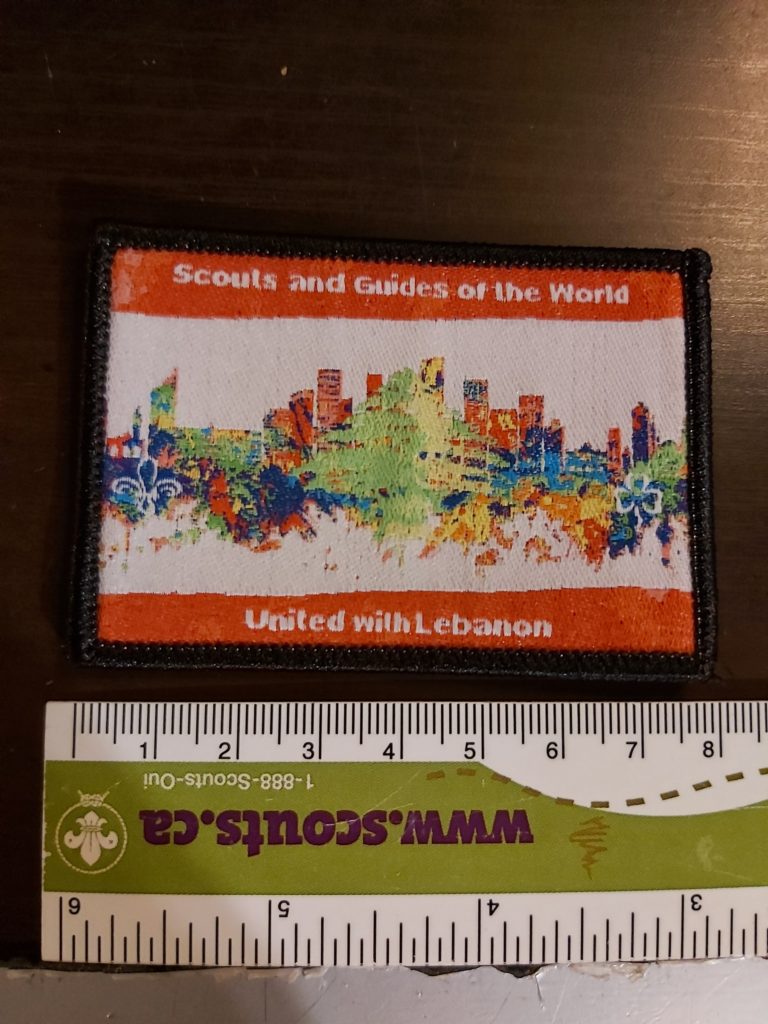 Scouts and Guides of the World
United with Lebanon
1 2 3 4 5 6 7 8
1-888-Scouts-Oui
www.scouts.ca
6 5 4 3